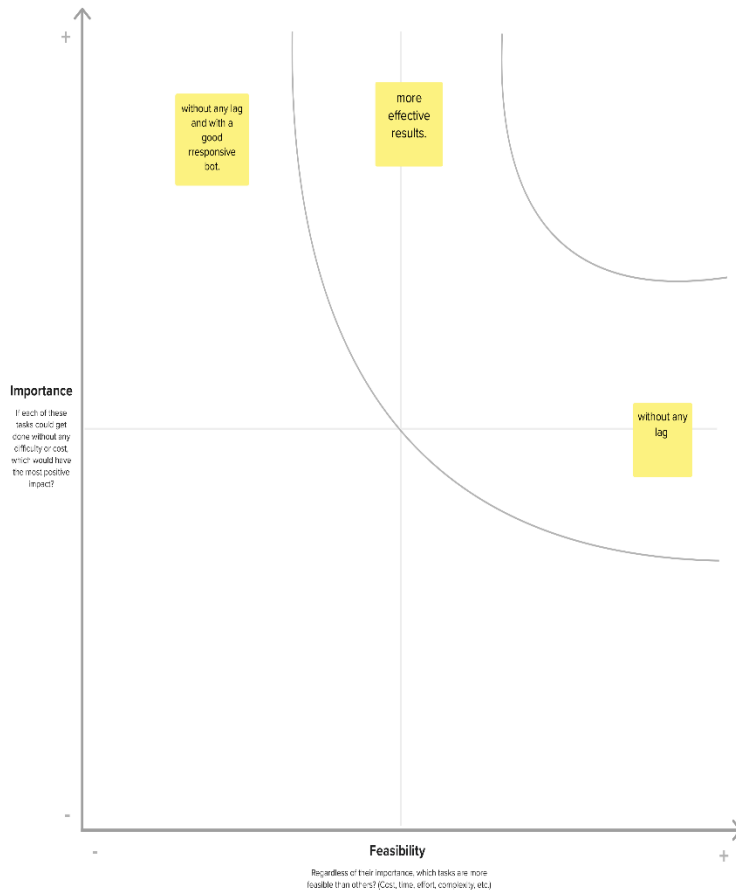 +
without any lag
and with a
good
rresponsive
bot.
more
effective
results.
Importance
If each of these
tasks could get
done without any
difficulty or cost,
which would have
the most positive
impact?
without any
lag
-
-
Feasibility
+
Regardless of their importance, which tasks are more
feasible than others? (Cost, time, effort, complexity, etc.)